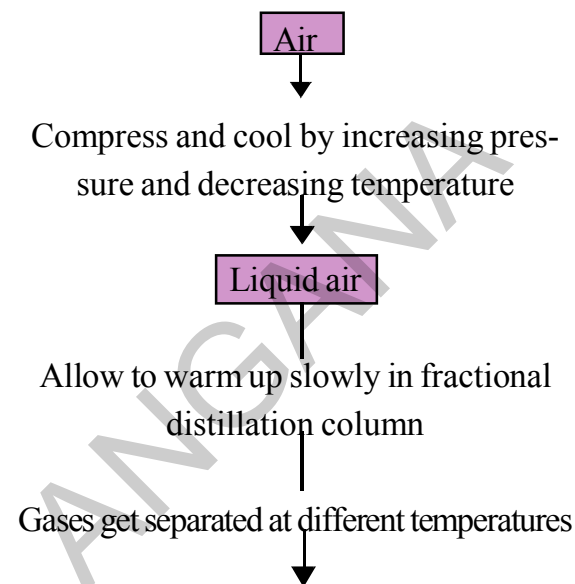 Air
Compress and cool by increasing pres-
sure and decreasing temperature
Liquid air
Allow to warm up slowly in fractional
distillation column
Gases get separated at different temperatures
ANGANA